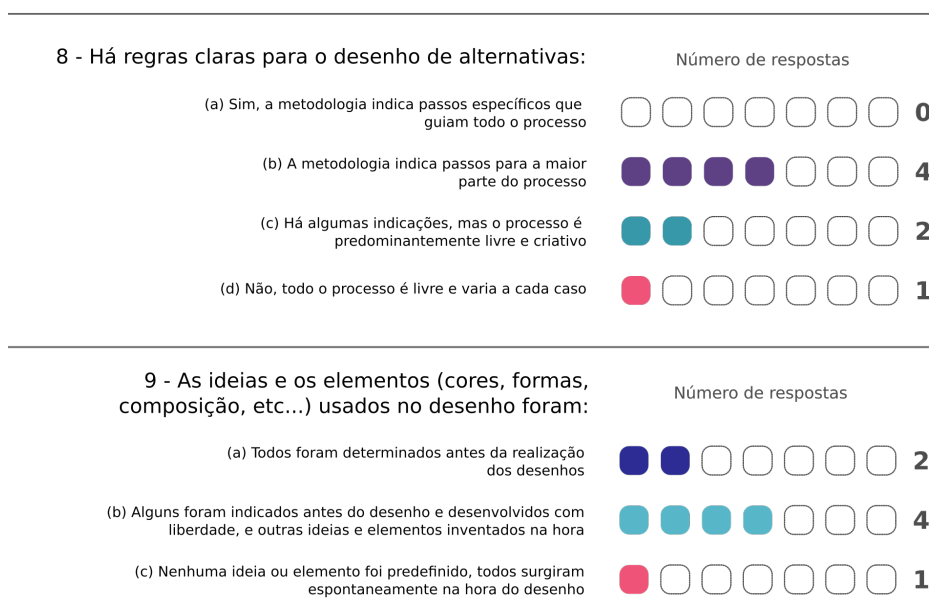 8 - Há regras claras para o desenho de alternativas:
Número de respostas
(a) Sim, a metodologia indica passos específicos que
guiam todo o processo
0
(b) A metodologia indica passos para a maior
parte do processo
4
(c) Há algumas indicações, mas o processo é
predominantemente livre e criativo
2
(d) Não, todo o processo é livre e varia a cada caso
1
9 - As ideias e os elementos (cores, formas,
composição, etc...) usados no desenho foram:
Número de respostas
(a) Todos foram determinados antes da realização
dos desenhos
2
(b) Alguns foram indicados antes do desenho e desenvolvidos com
liberdade, e outras ideias e elementos inventados na hora
4
(c) Nenhuma ideia ou elemento foi predefinido, todos surgiram
espontaneamente na hora do desenho
1